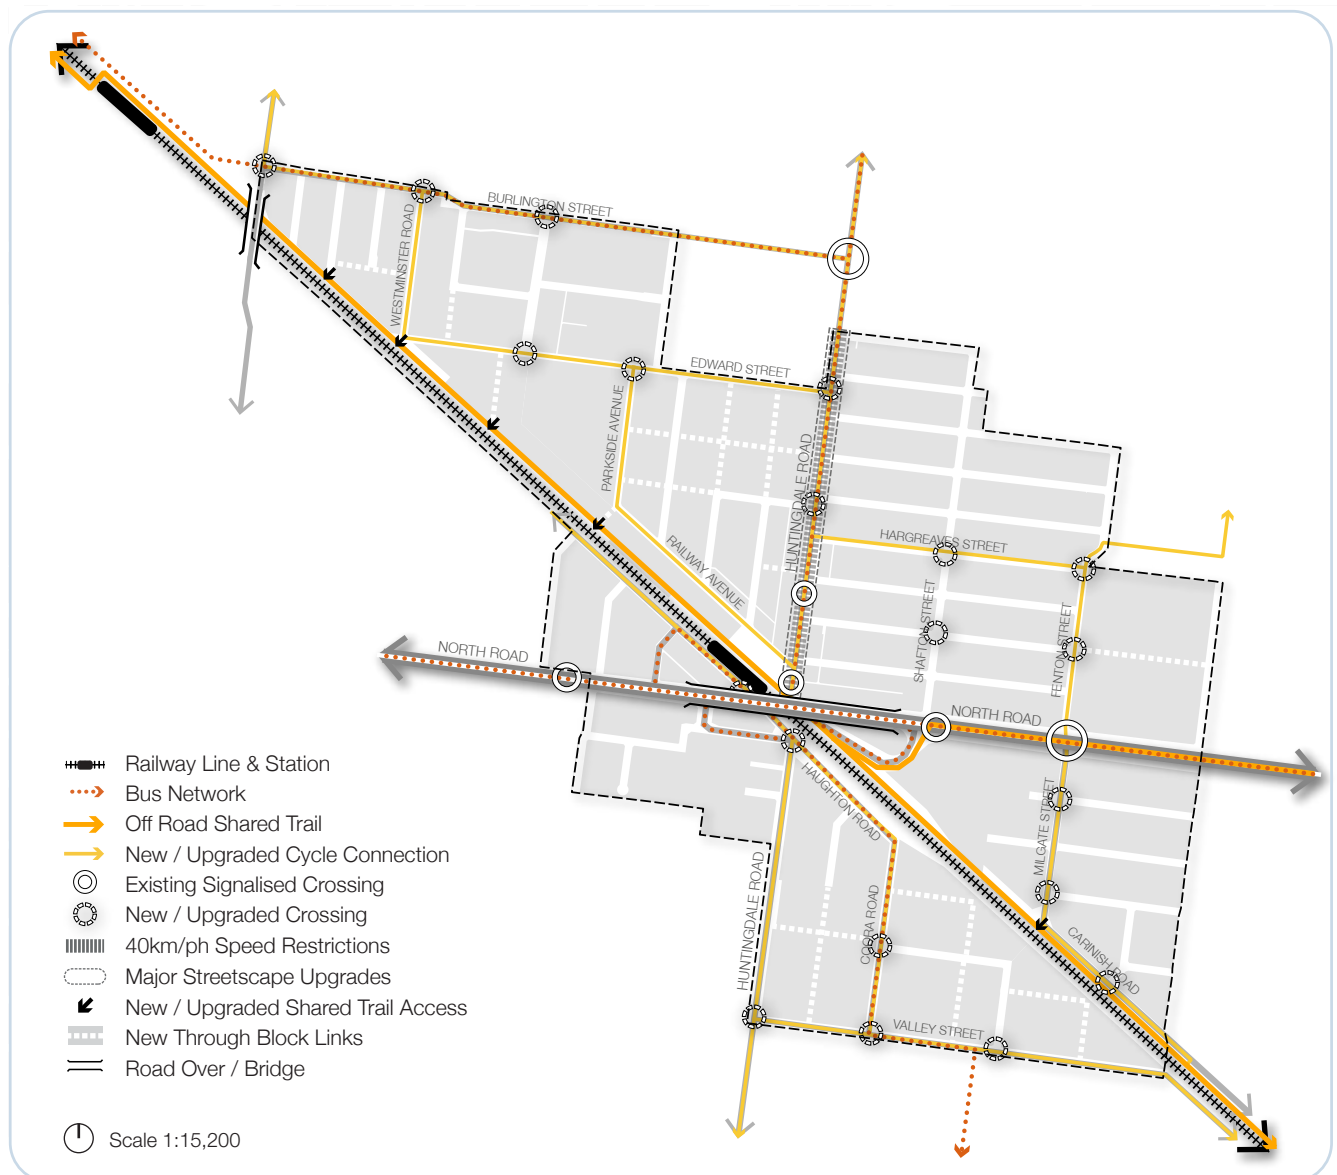 BURLINGTON STREET
WESTMINSTER ROAD
EDWARD STREET
PARKSIDE AVENUE
HUNTINGDALE ROAD
RAILWAY AVENUE
HARGREAVES STREET
SHAFTON STREET
FENTON STREET
NORTH ROAD
NORTH ROAD
HAUGHTON ROAD
MILGATE STREET
HUNTINGDALE ROAD
COORA ROAD
CARINISH ROAD
VALLEY STREET
Railway Line & Station
Bus Network
Off Road Shared Trail
New / Upgraded Cycle Connection
Existing Signalised Crossing
New / Upgraded Crossing
40km/ph Speed Restrictions
Major Streetscape Upgrades
New / Upgraded Shared Trail Access
New Through Block Links
Road Over / Bridge
Scale 1:15,200